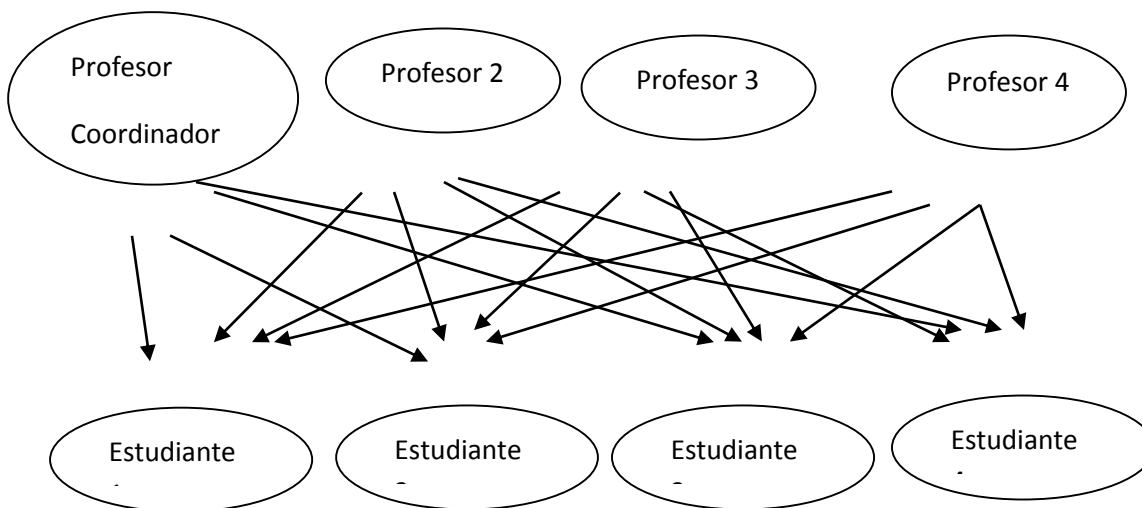 Profesor
Coordinador
Profesor 2
Profesor 3
Profesor 4
Estudiante
Estudiante
Estudiante
Estudiante